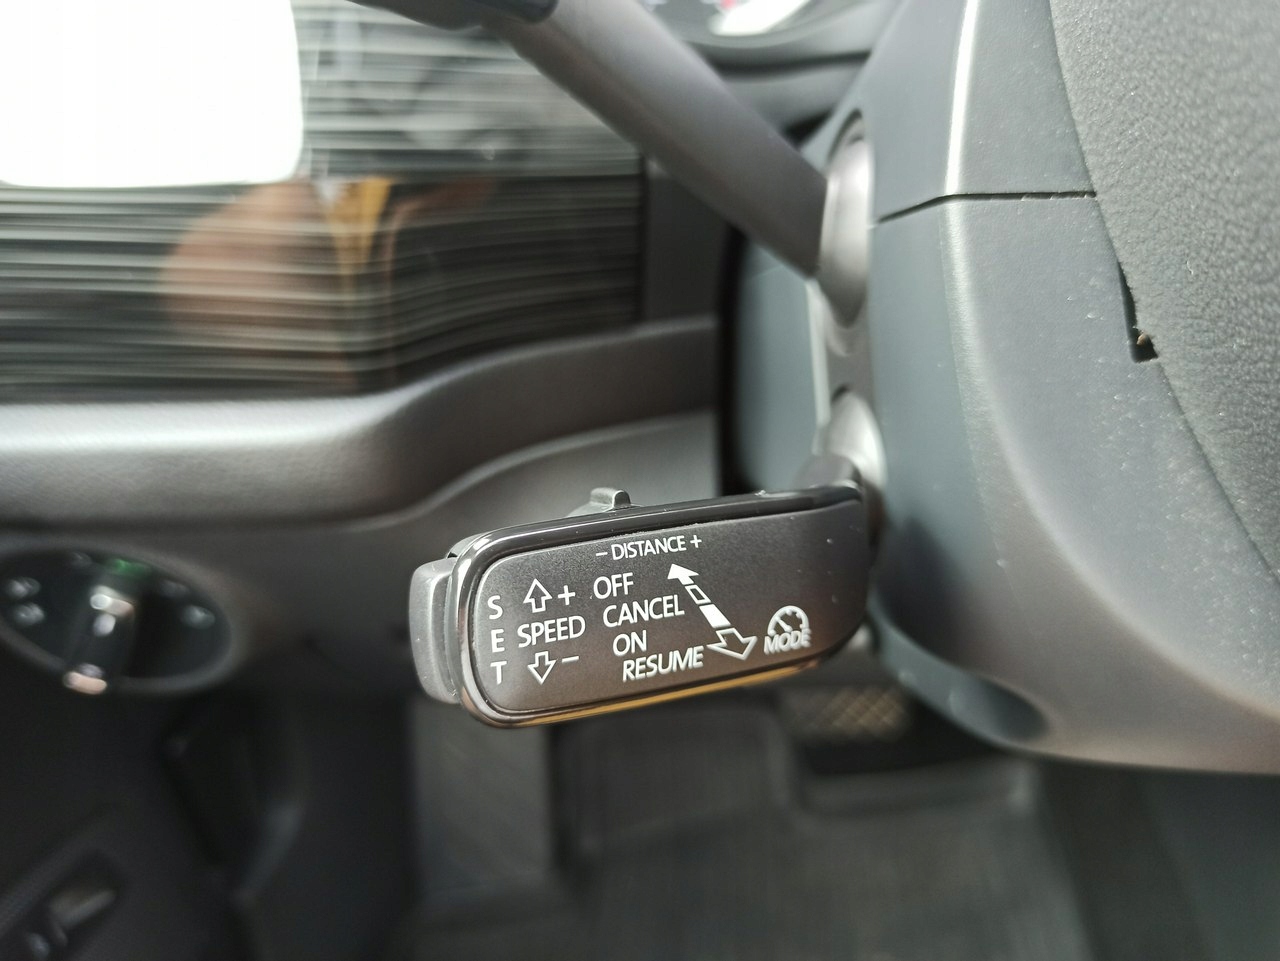 − DISTANCE +
S + OFF
CANCEL
E SPEED ON
T − RESUME
MODE